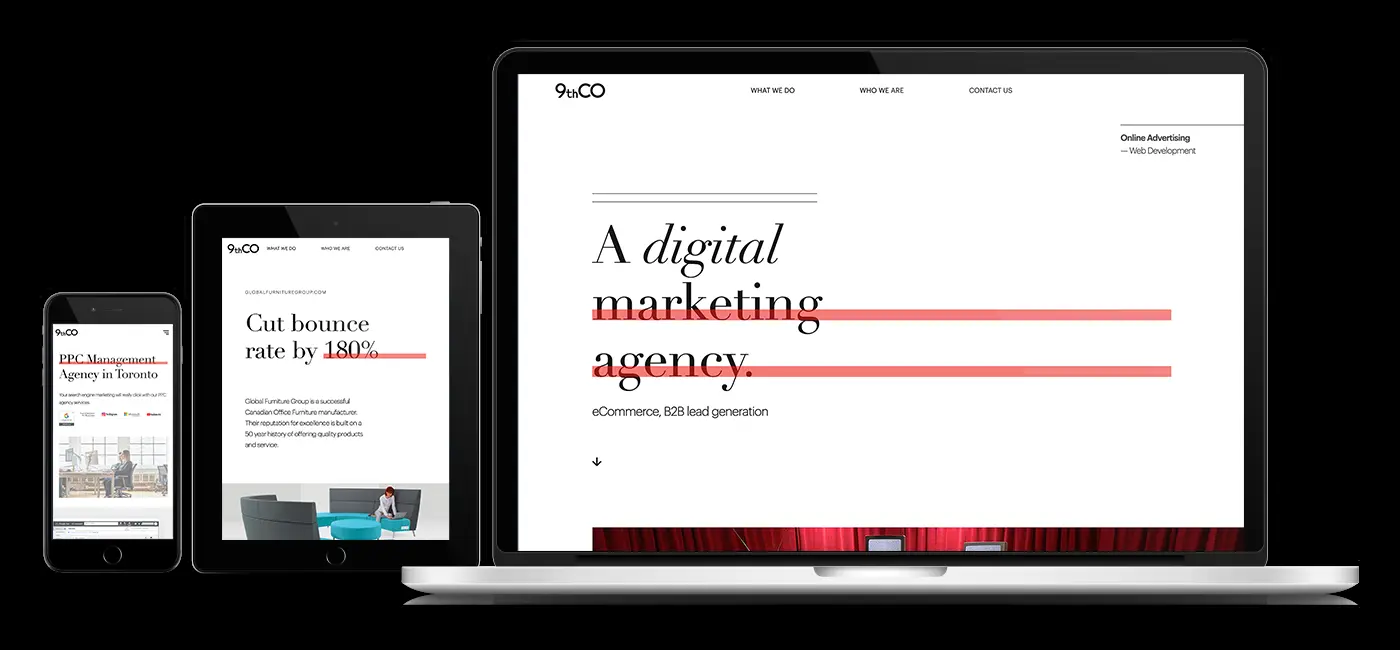 9thCO
WHAT WE DO
WHO WE ARE
CONTACT US
Online Advertising
— Web Development
A digital
marketing
agency.
eCommerce, B2B lead generation
9thCO
WHAT WE DO
WHO WE ARE
CONTACT US
GLOBALFURNITUREGROUP.COM
Cut bounce
rate by 180%
Global Furniture Group is a successful
Canadian Office Furniture manufacturer.
Their reputation for excellence is built on a
50 year history of offering quality products
and service.
9thCO
PPC Management
Agency in Toronto
Your search engine marketing will really click with our PPC
agency services